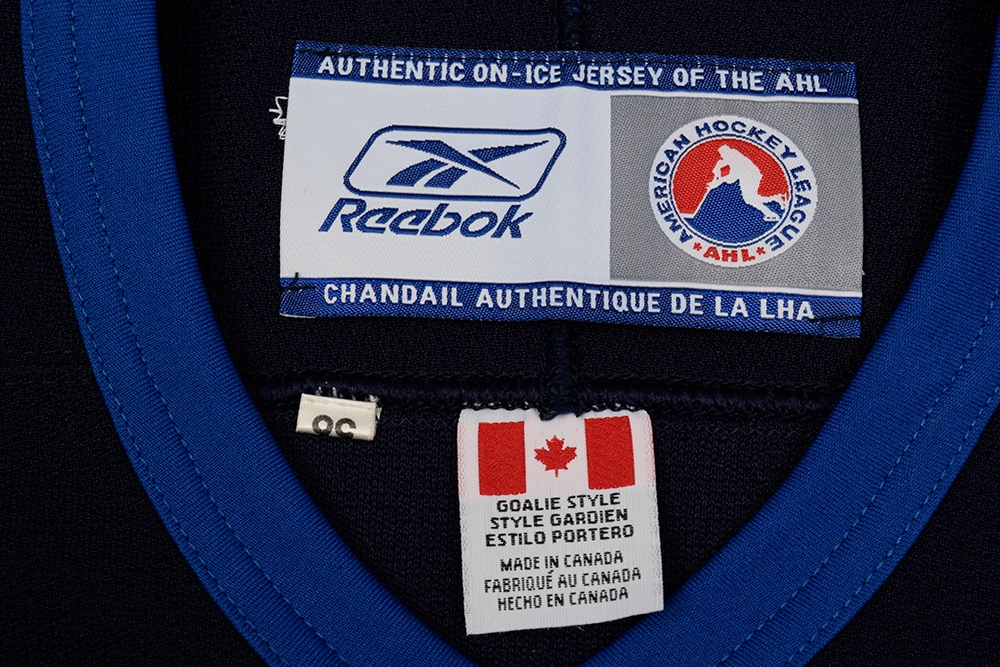 AUTHENTIC ON-ICE JERSEY OF THE AHL
Reebok
AMERICAN HOCKEY LEAGUE
AHL
CHANDAIL AUTHENTIQUE DE LA LHA
GOALIE STYLE
STYLE GARDIEN
ESTILO PORTERO
MADE IN CANADA
FABRIQUÉ AU CANADA
HECHO EN CANADA